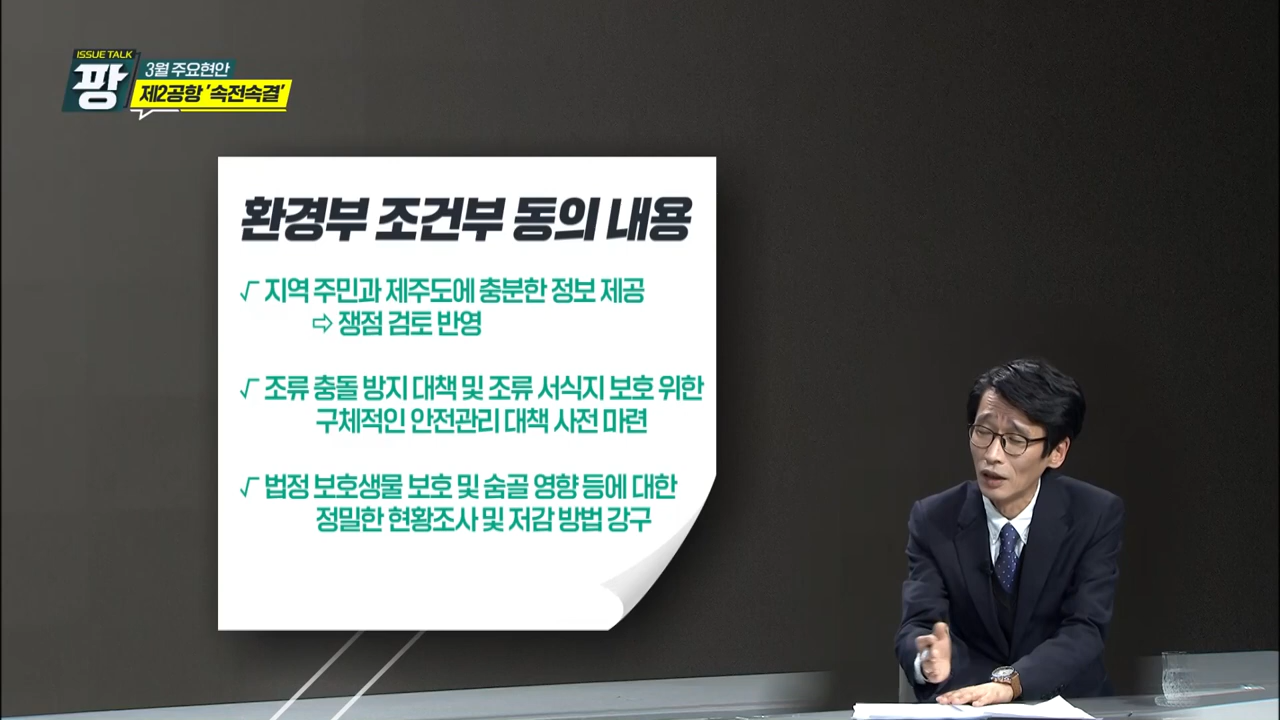 ISSUE TALK
팡
3월 주요현안
제2공항 '속전속결'
환경부 조건부 동의 내용
√ 지역 주민과 제주도에 충분한 정보 제공
⇨ 쟁점 검토 반영
√ 조류 충돌 방지 대책 및 조류 서식지 보호 위한
구체적인 안전관리 대책 사전 마련
√ 법정 보호생물 보호 및 숨골 영향 등에 대한
정밀한 현황조사 및 저감 방법 강구